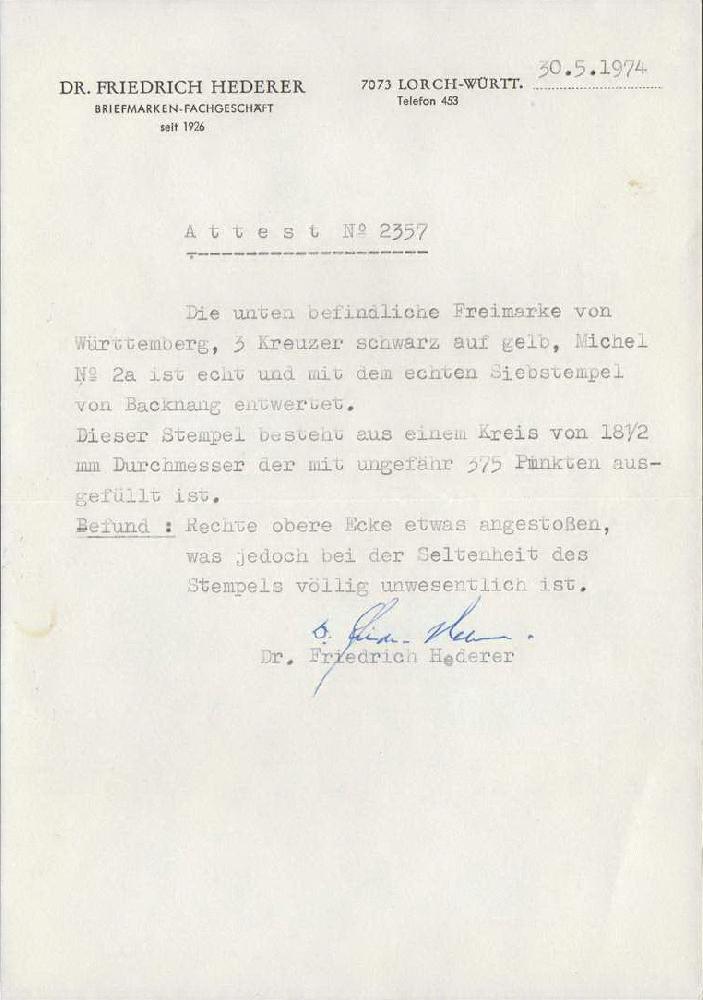 DR. FRIEDRICH HEDERER
BRIEFMARKEN-FACHGESCHÄFT
seit 1926
7073 LORCH-WÜRTT. 30.5.1974
Telefon 453
Attest Nº 2357
Die unten befindliche Freimarke von
Württemberg, 3 Kreuzer schwarz auf gelb, Michel
Nº 2a ist echt und mit dem echten Siebstempel
von Backnang entwertet.
Dieser Stempel besteht aus einem Kreis von 18½
mm Durchmesser der mit ungefähr 375 Punkten aus-
gefüllt ist.
Befund : Rechte obere Ecke etwas angestoßen,
was jedoch bei der Seltenheit des
Stempels völlig unwesentlich ist.
Dr. Friedrich Hederer